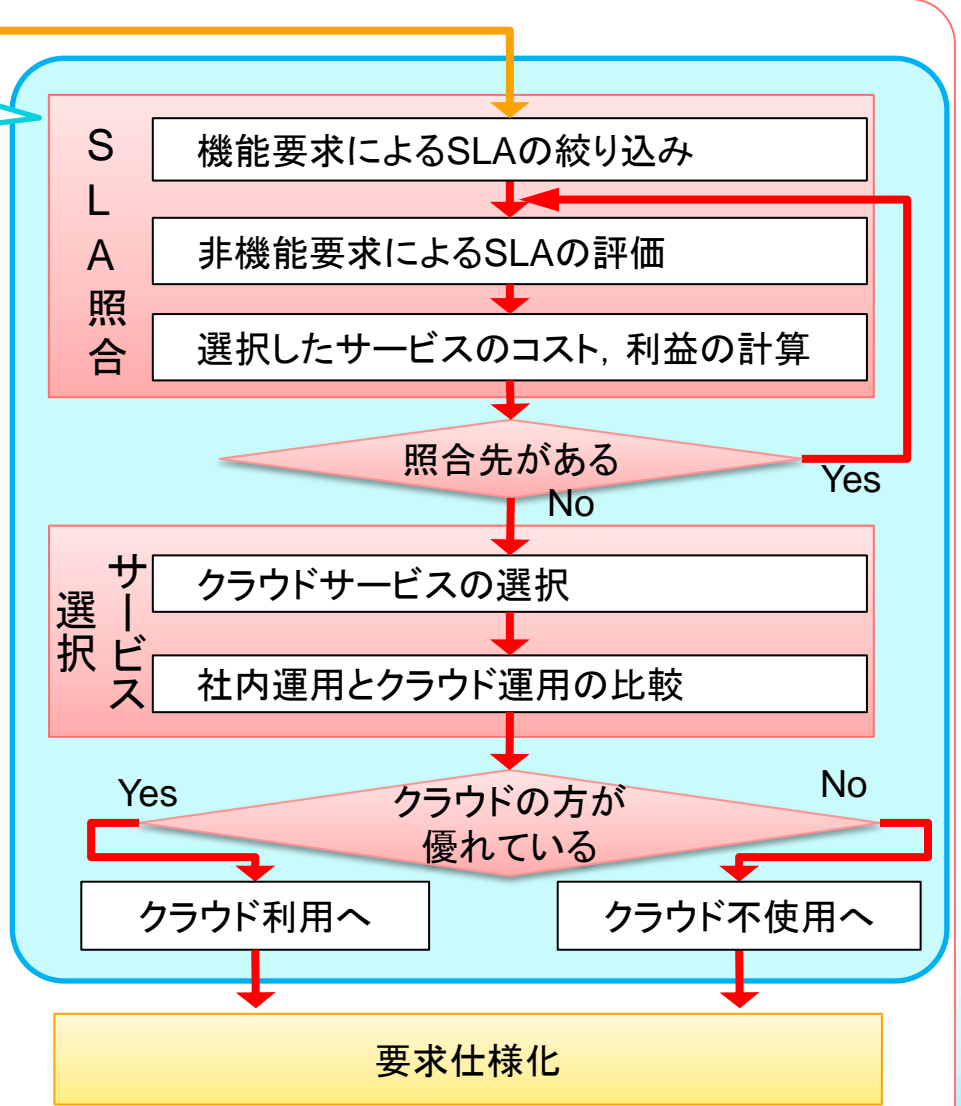 SLA照合
機能要求によるSLAの絞り込み
非機能要求によるSLAの評価
選択したサービスのコスト，利益の計算
照合先がある
Yes
No
サービス
選択
クラウドサービスの選択
社内運用とクラウド運用の比較
Yes
No
クラウドの方が
優れている
クラウド利用へ
クラウド不使用へ
要求仕様化